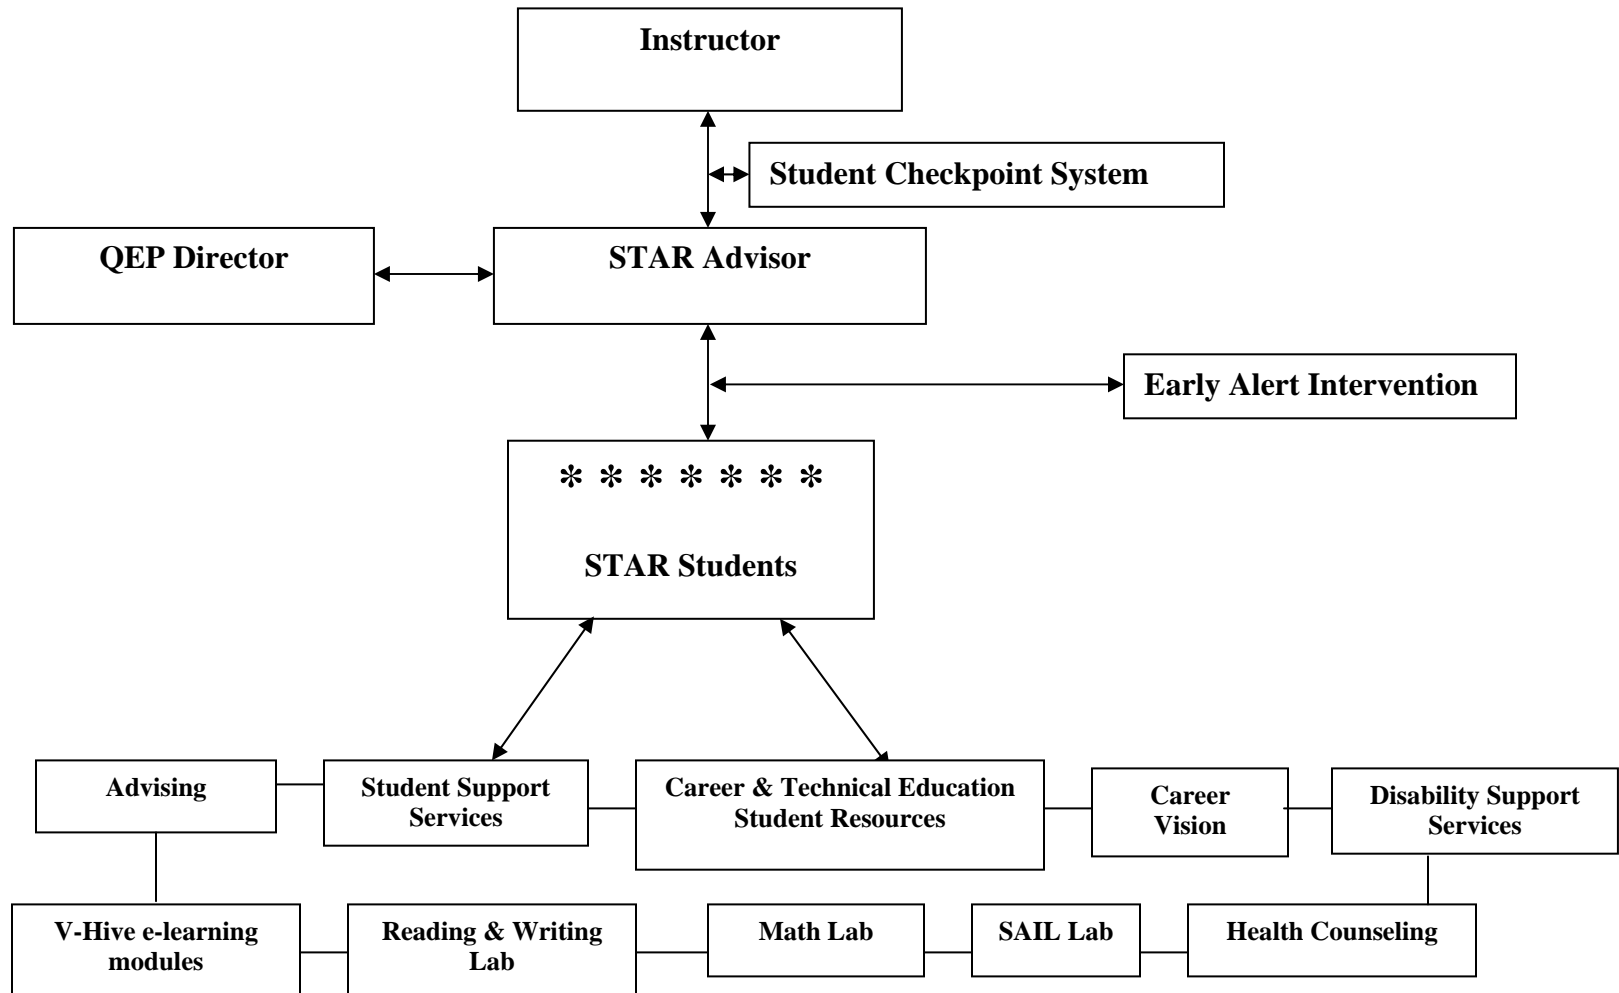 Instructor
Student Checkpoint System
QEP Director
STAR Advisor
Early Alert Intervention
* * * * * * *
STAR Students
Advising
Student Support
Services
Career & Technical Education
Student Resources
Career
Vision
Disability Support
Services
V-Hive e-learning
modules
Reading & Writing
Lab
Math Lab
SAIL Lab
Health Counseling